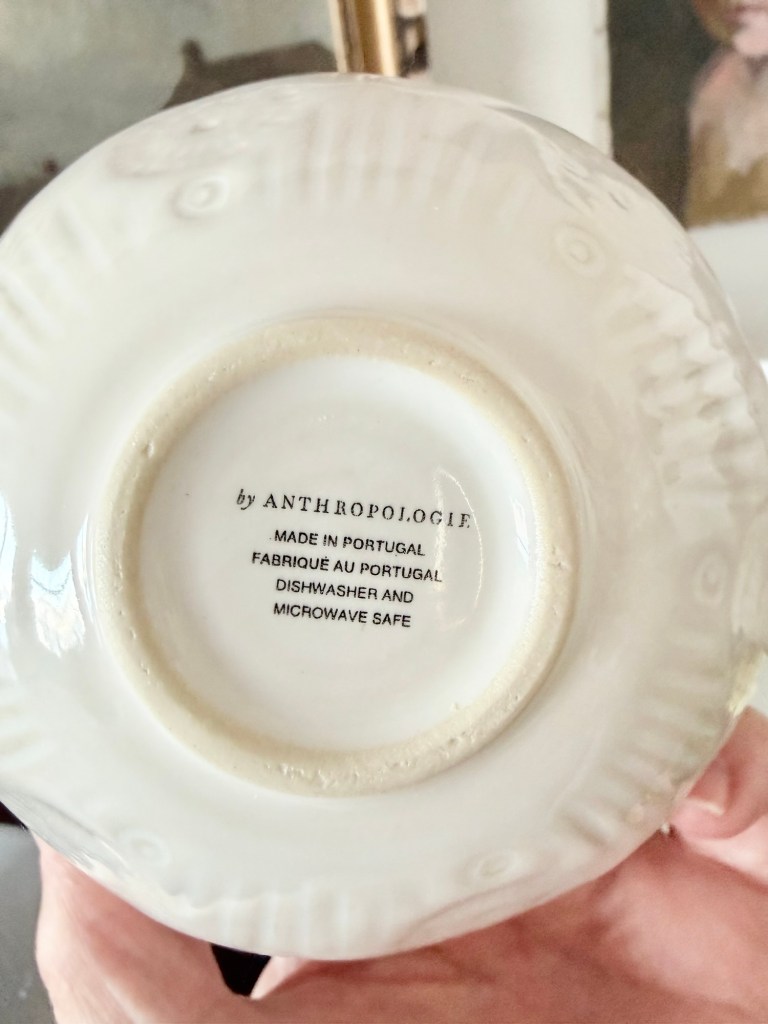 by ANTHROPOLOGIE
MADE IN PORTUGAL
FABRIQUÉ AU PORTUGAL
DISHWASHER AND
MICROWAVE SAFE